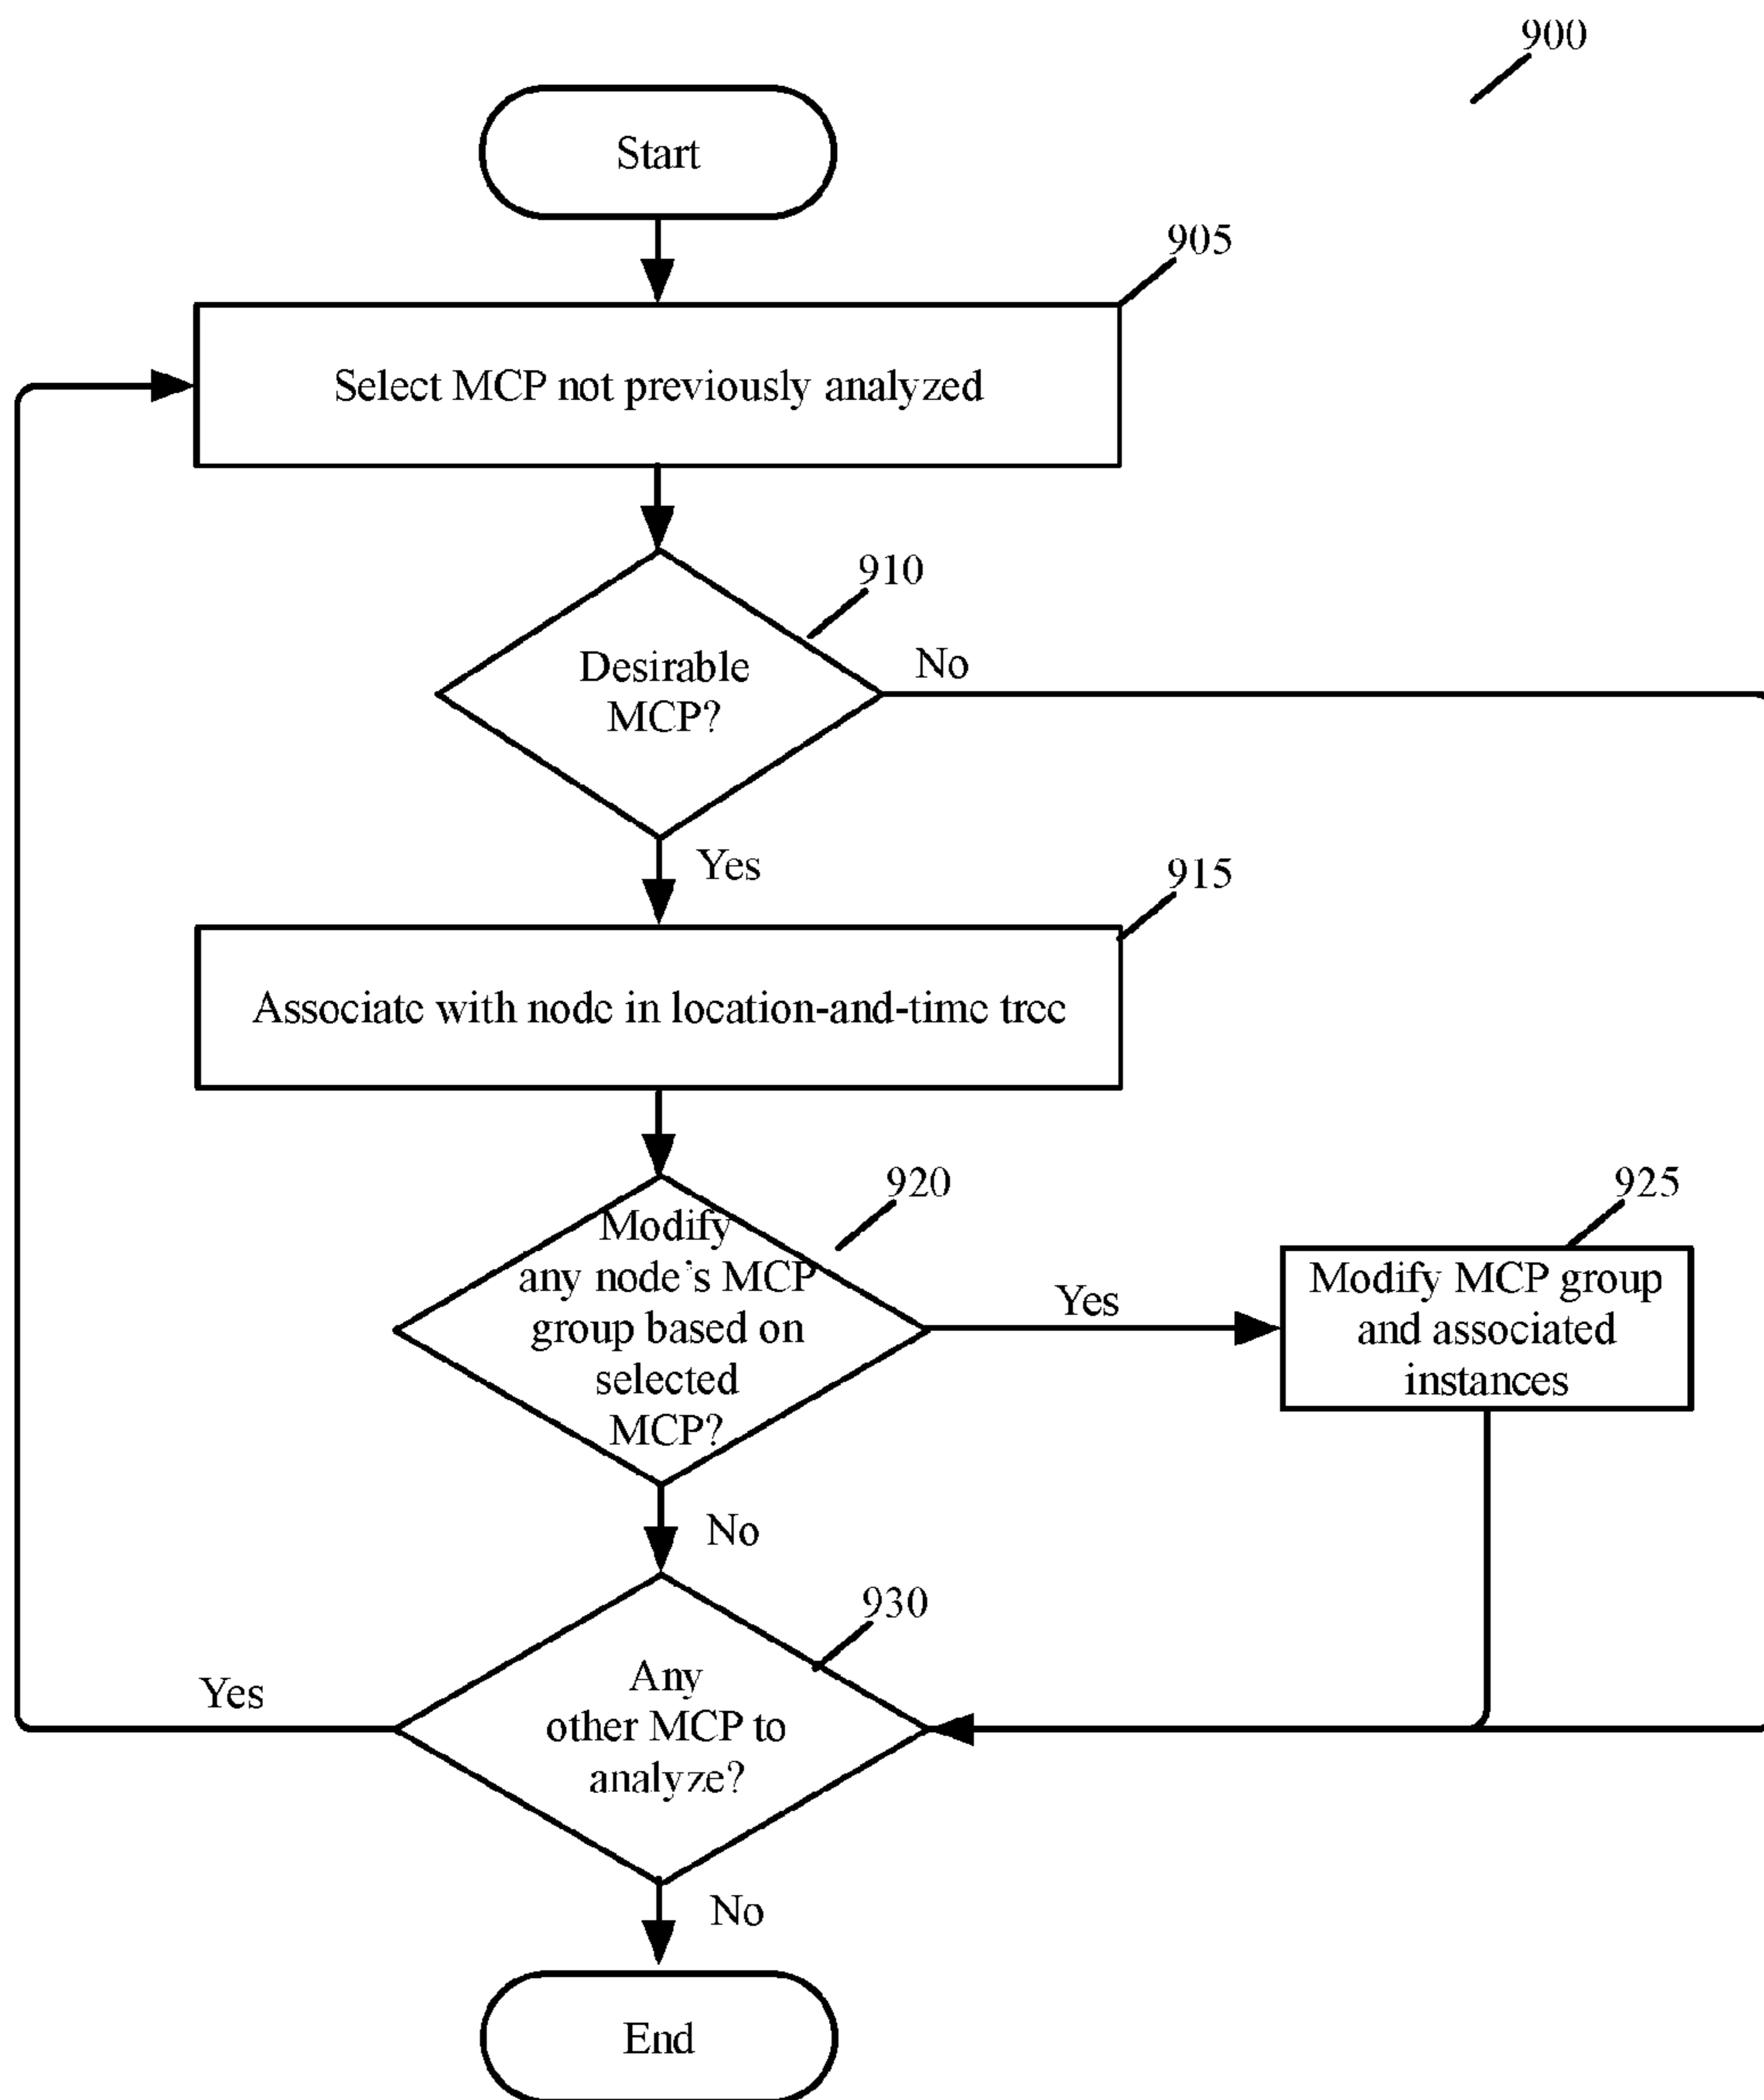 900
Start
905
Select MCP not previously analyzed
910
Desirable
MCP?
No
Yes
915
Associate with node in location-and-time tree
920
Modify
any node's MCP
group based on
selected
MCP?
Yes
925
Modify MCP group
and associated
instances
No
930
Any
other MCP to
analyze?
Yes
No
End